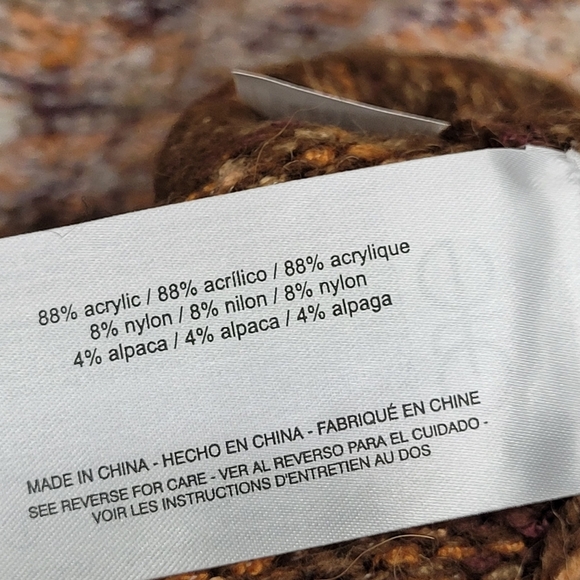 88% acrylic / 88% acrílico / 88% acrylique
8% nylon / 8% nilon / 8% nylon
4% alpaca / 4% alpaca / 4% alpaga
MADE IN CHINA - HECHO EN CHINA - FABRIQUÉ EN CHINE
SEE REVERSE FOR CARE - VER AL REVERSO PARA EL CUIDADO -
VOIR LES INSTRUCTIONS D'ENTRETIEN AU DOS